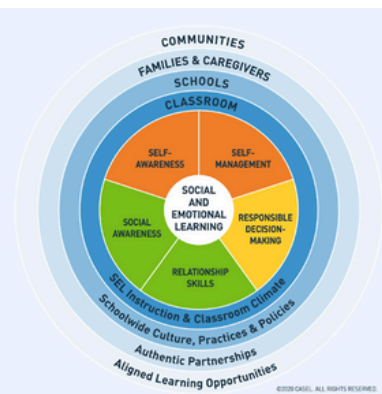 COMMUNITIES
FAMILIES & CAREGIVERS
SCHOOLS
CLASSROOM
SELF-
AWARENESS
SELF-
MANAGEMENT
SOCIAL
AND
EMOTIONAL
LEARNING
SOCIAL
AWARENESS
RESPONSIBLE
DECISION-
MAKING
RELATIONSHIP
SKILLS
SEL Instruction & Classroom Climate
Schoolwide Culture, Practices & Policies
Authentic Partnerships
Aligned Learning Opportunities
©2020 CASEL. ALL RIGHTS RESERVED.